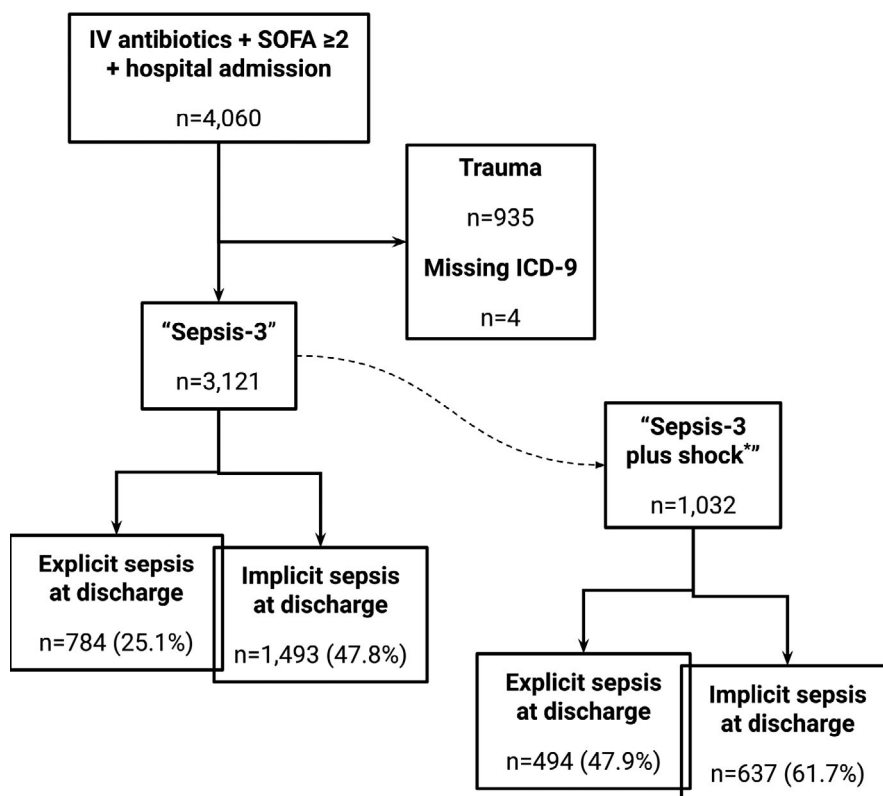 IV antibiotics + SOFA ≥2
+ hospital admission
n=4,060
Trauma
n=935
Missing ICD-9
n=4
“Sepsis-3”
n=3,121
“Sepsis-3
plus shock*”
n=1,032
Explicit sepsis
at discharge
n=784 (25.1%)
Implicit sepsis
at discharge
n=1,493 (47.8%)
Explicit sepsis
at discharge
n=494 (47.9%)
Implicit sepsis
at discharge
n=637 (61.7%)